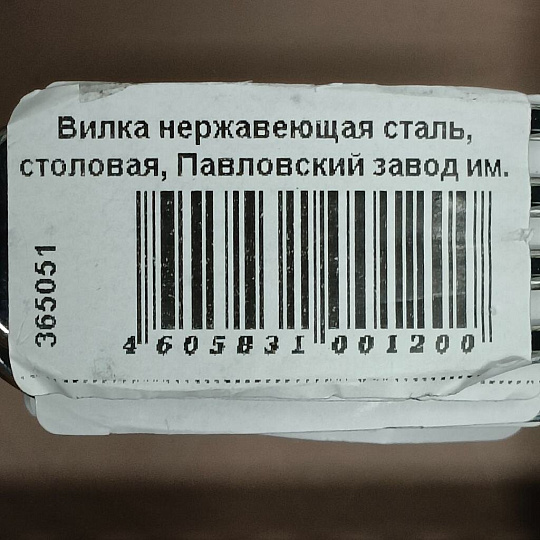 Вилка нержавеющая сталь,
столовая, Павловский завод им.
365051
4 605831 001200